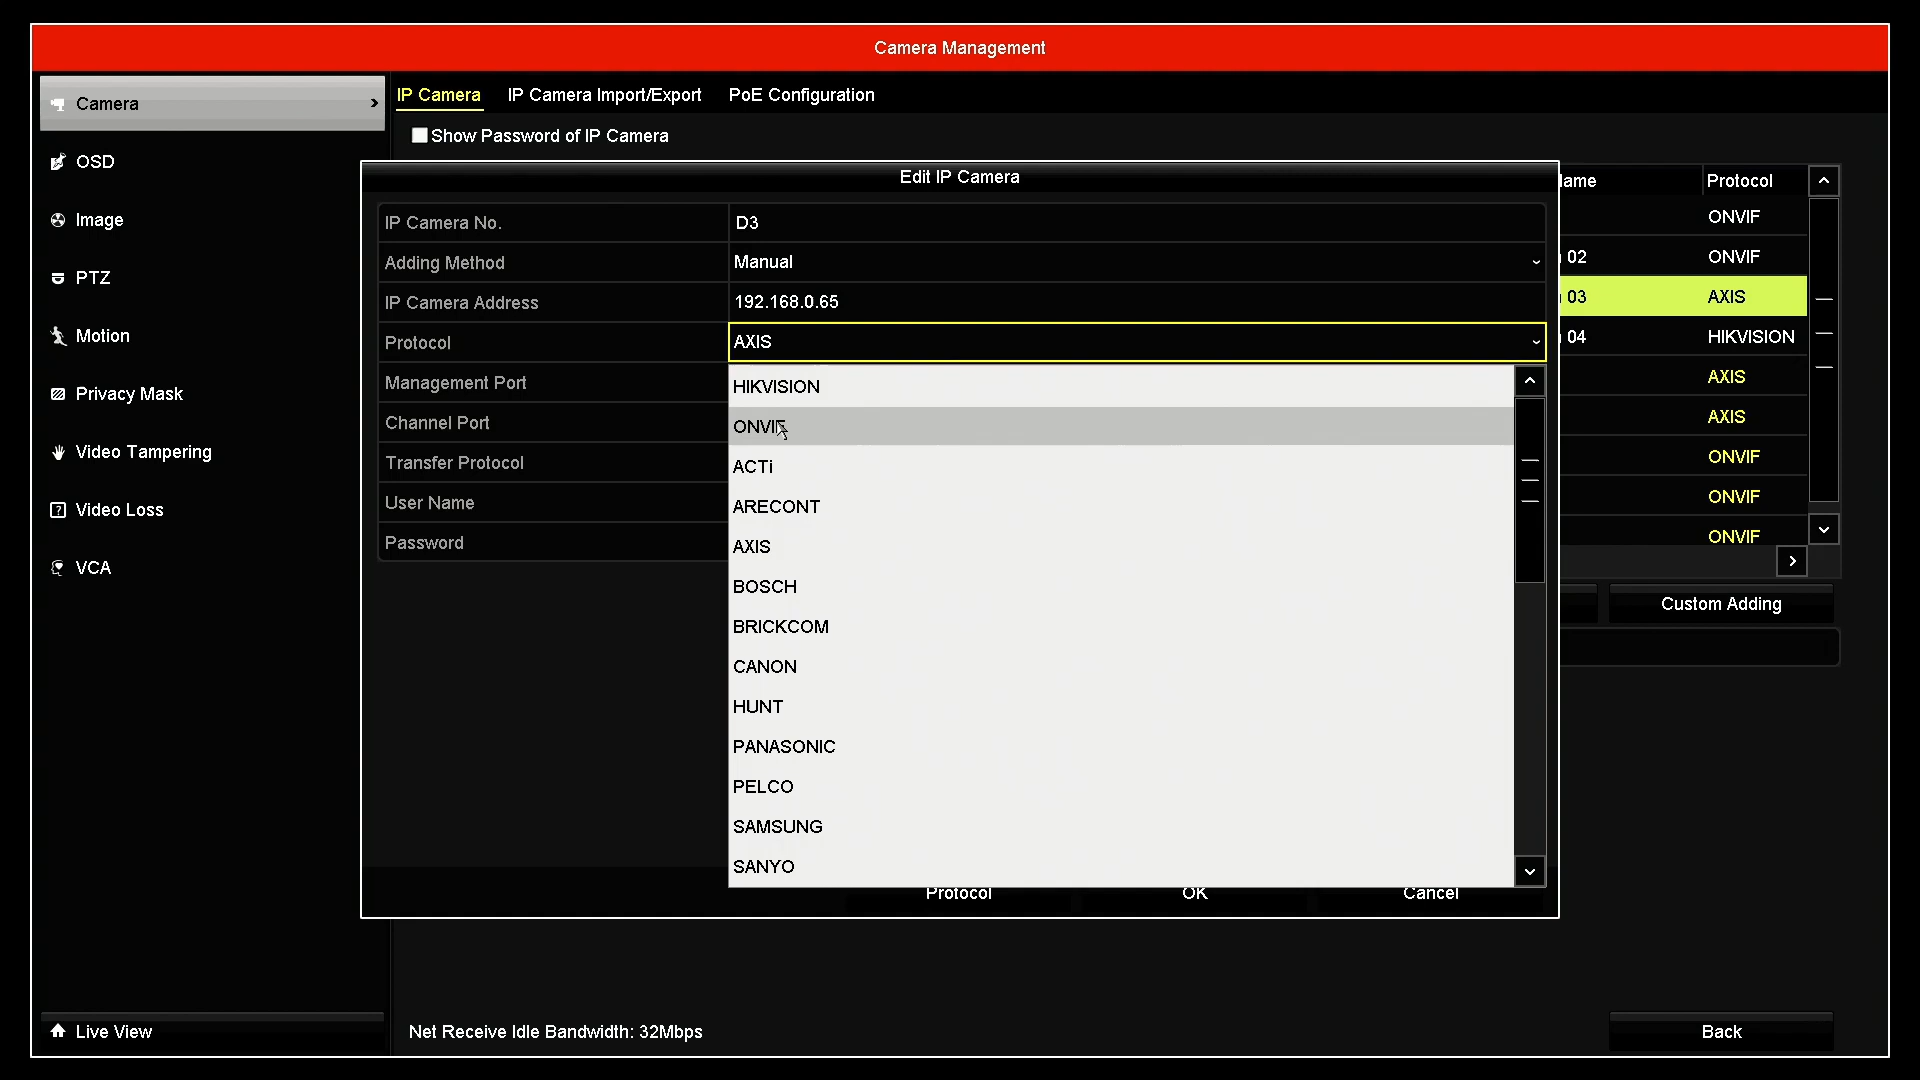 Camera Management
Camera
OSD
Image
PTZ
Motion
Privacy Mask
Video Tampering
Video Loss
VCA
Live View
IP Camera IP Camera Import/Export PoE Configuration
Show Password of IP Camera
Edit IP Camera
IP Camera No. D3
Adding Method Manual
IP Camera Address 192.168.0.65
Protocol AXIS
Management Port
Channel Port
Transfer Protocol
User Name
Password
HIKVISION
ONVIF
ACTi
ARECONT
AXIS
BOSCH
BRICKCOM
CANON
HUNT
PANASONIC
PELCO
SAMSUNG
SANYO
Protocol OK Cancel
Protocol
ONVIF
02 ONVIF
03 AXIS
04 HIKVISION
AXIS
AXIS
ONVIF
ONVIF
ONVIF
Custom Adding
Net Receive Idle Bandwidth: 32Mbps
Back